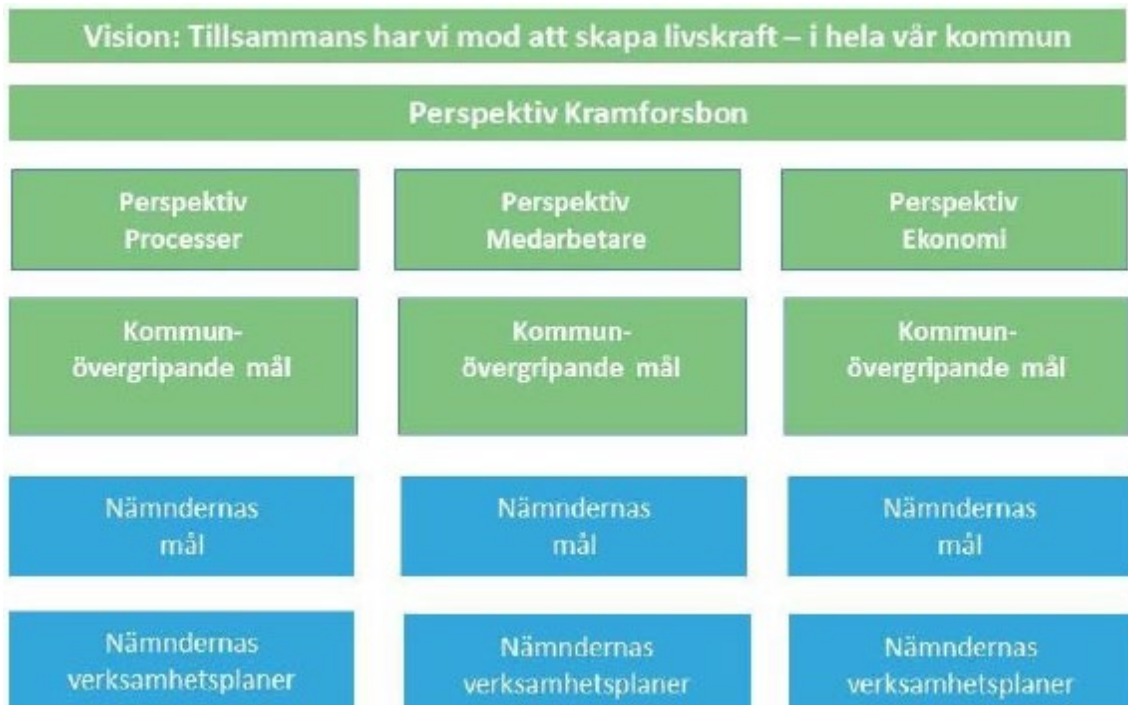 Vision: Tillsammans har vi mod att skapa livskraft – i hela vår kommun
Perspektiv Kramforsbon
Perspektiv
Processer
Perspektiv
Medarbetare
Perspektiv
Ekonomi
Kommun-
övergripande mål
Kommun-
övergripande mål
Kommun-
övergripande mål
Nämndernas
mål
Nämndernas
mål
Nämndernas
mål
Nämndernas
verksamhetsplaner
Nämndernas
verksamhetsplaner
Nämndernas
verksamhetsplaner